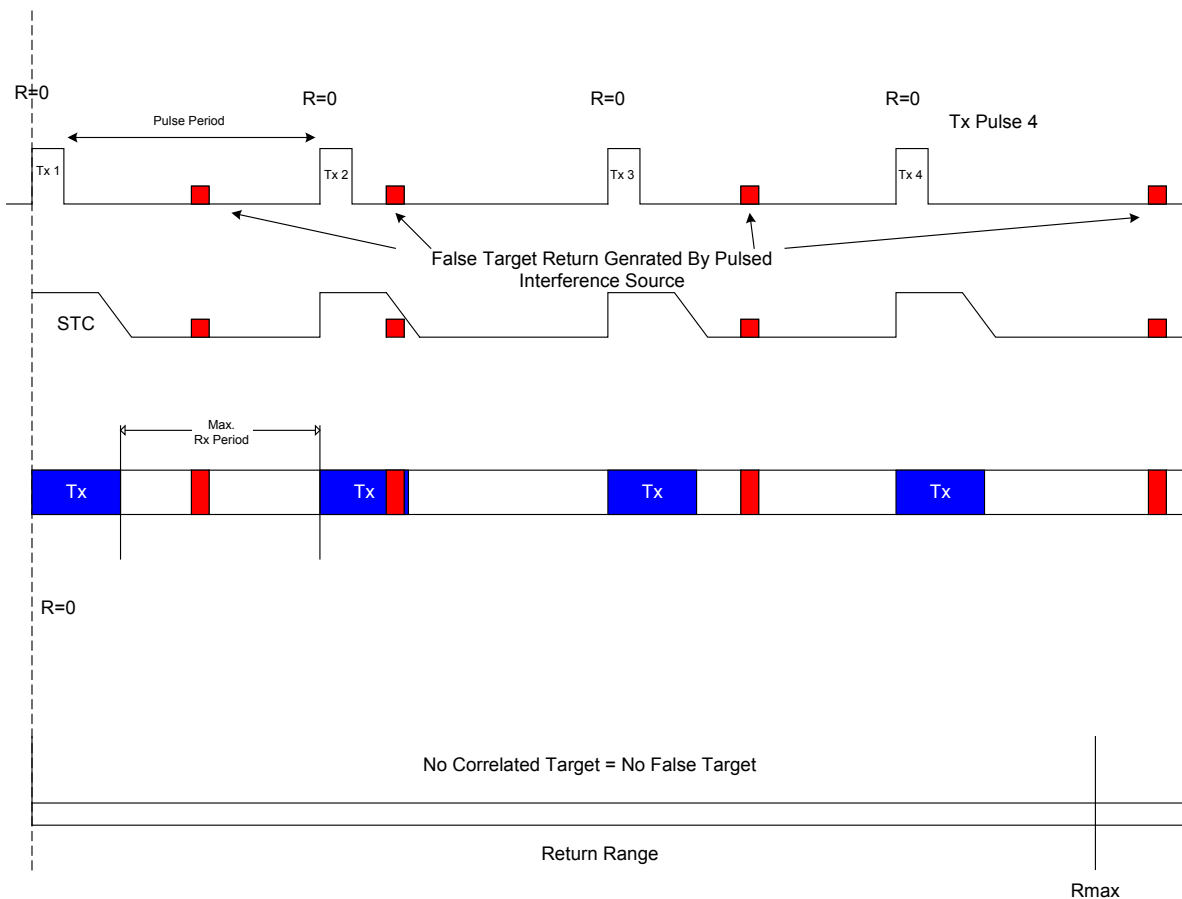 R=0
R=0
R=0
R=0
Pulse Period
Tx Pulse 4
Tx 1
Tx 2
Tx 3
Tx 4
False Target Return Genrated By Pulsed
Interference Source
STC
Max.
Rx Period
Tx
Tx
Tx
Tx
R=0
No Correlated Target = No False Target
Return Range
Rmax